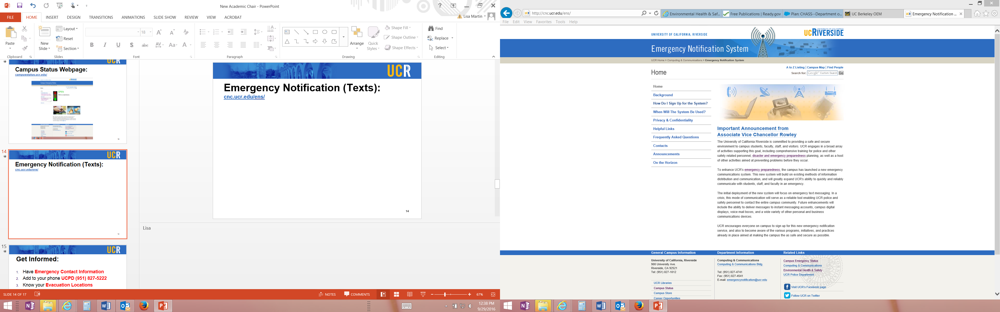 New Academic Chair - PowerPoint
FILE HOME INSERT DESIGN TRANSITIONS ANIMATIONS SLIDE SHOW REVIEW VIEW ACROBAT
Lisa Martin
Paste
New Slide
Layout
Reset
Section
18
Arrange
Quick Styles
Shape Fill
Shape Outline
Shape Effects
Find
Replace
Select
Clipboard Slides Font Paragraph Drawing Editing
UCR
Campus Status Webpage:
campusstatus.ucr.edu/
OPEN
13
14
UCR
Emergency Notification (Texts):
cnc.ucr.edu/ens/
14
15
UCR
Get Informed:
1. Have Emergency Contact Information
2. Add to your phone UCPD (951) 827-5222
3. Know your Evacuation Locations
UCR
Emergency Notification (Texts):
cnc.ucr.edu/ens/
14
Lisa
SLIDE 14 OF 17
NOTES COMMENTS 67%
12:38 PM
9/29/2016
http://cnc.ucr.edu/ens/
Environmental Health & Saf...
Free Publications | Ready.gov
Plan: CHASS--Department o...
UC Berkeley OEM
Emergency Notification ...
File Edit View Favorites Tools Help
UNIVERSITY OF CALIFORNIA, RIVERSIDE
UNIVERSITY OF CALIFORNIA
UCRIVERSIDE
Emergency Notification System
UCR Home > Computing & Communications > Emergency Notification System
A to Z Listing | Campus Map | Find People
Home
Search for: Google™ Custom Search Go
Home
Background
How Do I Sign Up for the System?
When Will The System Be Used?
Privacy & Confidentiality
Helpful Links
Frequently Asked Questions
Contacts
Announcements
On the Horizon
Important Announcement from
Associate Vice Chancellor Rowley
The University of California Riverside is committed to providing a safe and secure
environment to campus students, faculty, staff, and visitors. UCR engages in a broad array
of activities supporting this goal, including comprehensive training for police and other
safety related personnel, disaster and emergency preparedness planning, as well as a host
of other activities aimed at preventing problems before they occur.
To enhance UCR's emergency preparedness, the campus has launched a new emergency
communications system. This new system will build on existing methods of information
distribution and communication, and will greatly expand UCR's ability to quickly and reliably
communicate with students, staff, and faculty in an emergency.
The initial deployment of the new system will focus on emergency text messaging. In a
crisis, this mode of communication will serve as a reliable tool enabling UCR police and
safety personnel to contact the entire campus community. Future enhancements will
include the ability to deliver messages to instant messaging accounts, campus digital
displays, voice mail boxes, and a wide variety of other personal and business
communications devices.
UCR encourages everyone on campus to sign up for this new emergency notification
service, and also to become aware of the various programs, initiatives, and practices
already in place aimed at making the campus the as safe and secure as possible.
General Campus Information
University of California, Riverside
900 University Ave.
Riverside, CA 92521
Tel: (951) 827-1012
UCR Libraries
Campus Status
Campus Store
Career Opportunities
Department Information
Computing & Communications
Computing & Communications Bldg.
Tel: (951) 827-4741
Fax: (951) 827-4541
E-mail: emergencynotification@ucr.edu
Related Links
Campus Emergency Status
Computing & Communications
Environmental Health & Safety
UCR Police Department
Visit UCR's Facebook page
Follow UCR on Twitter